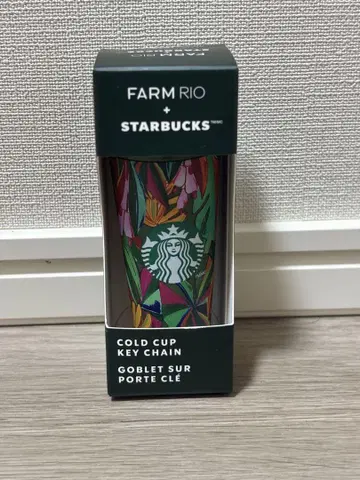 FARM RIO
+
STARBUCKS
COLD CUP
KEY CHAIN
GOBLET SUR
PORTE CLÉ